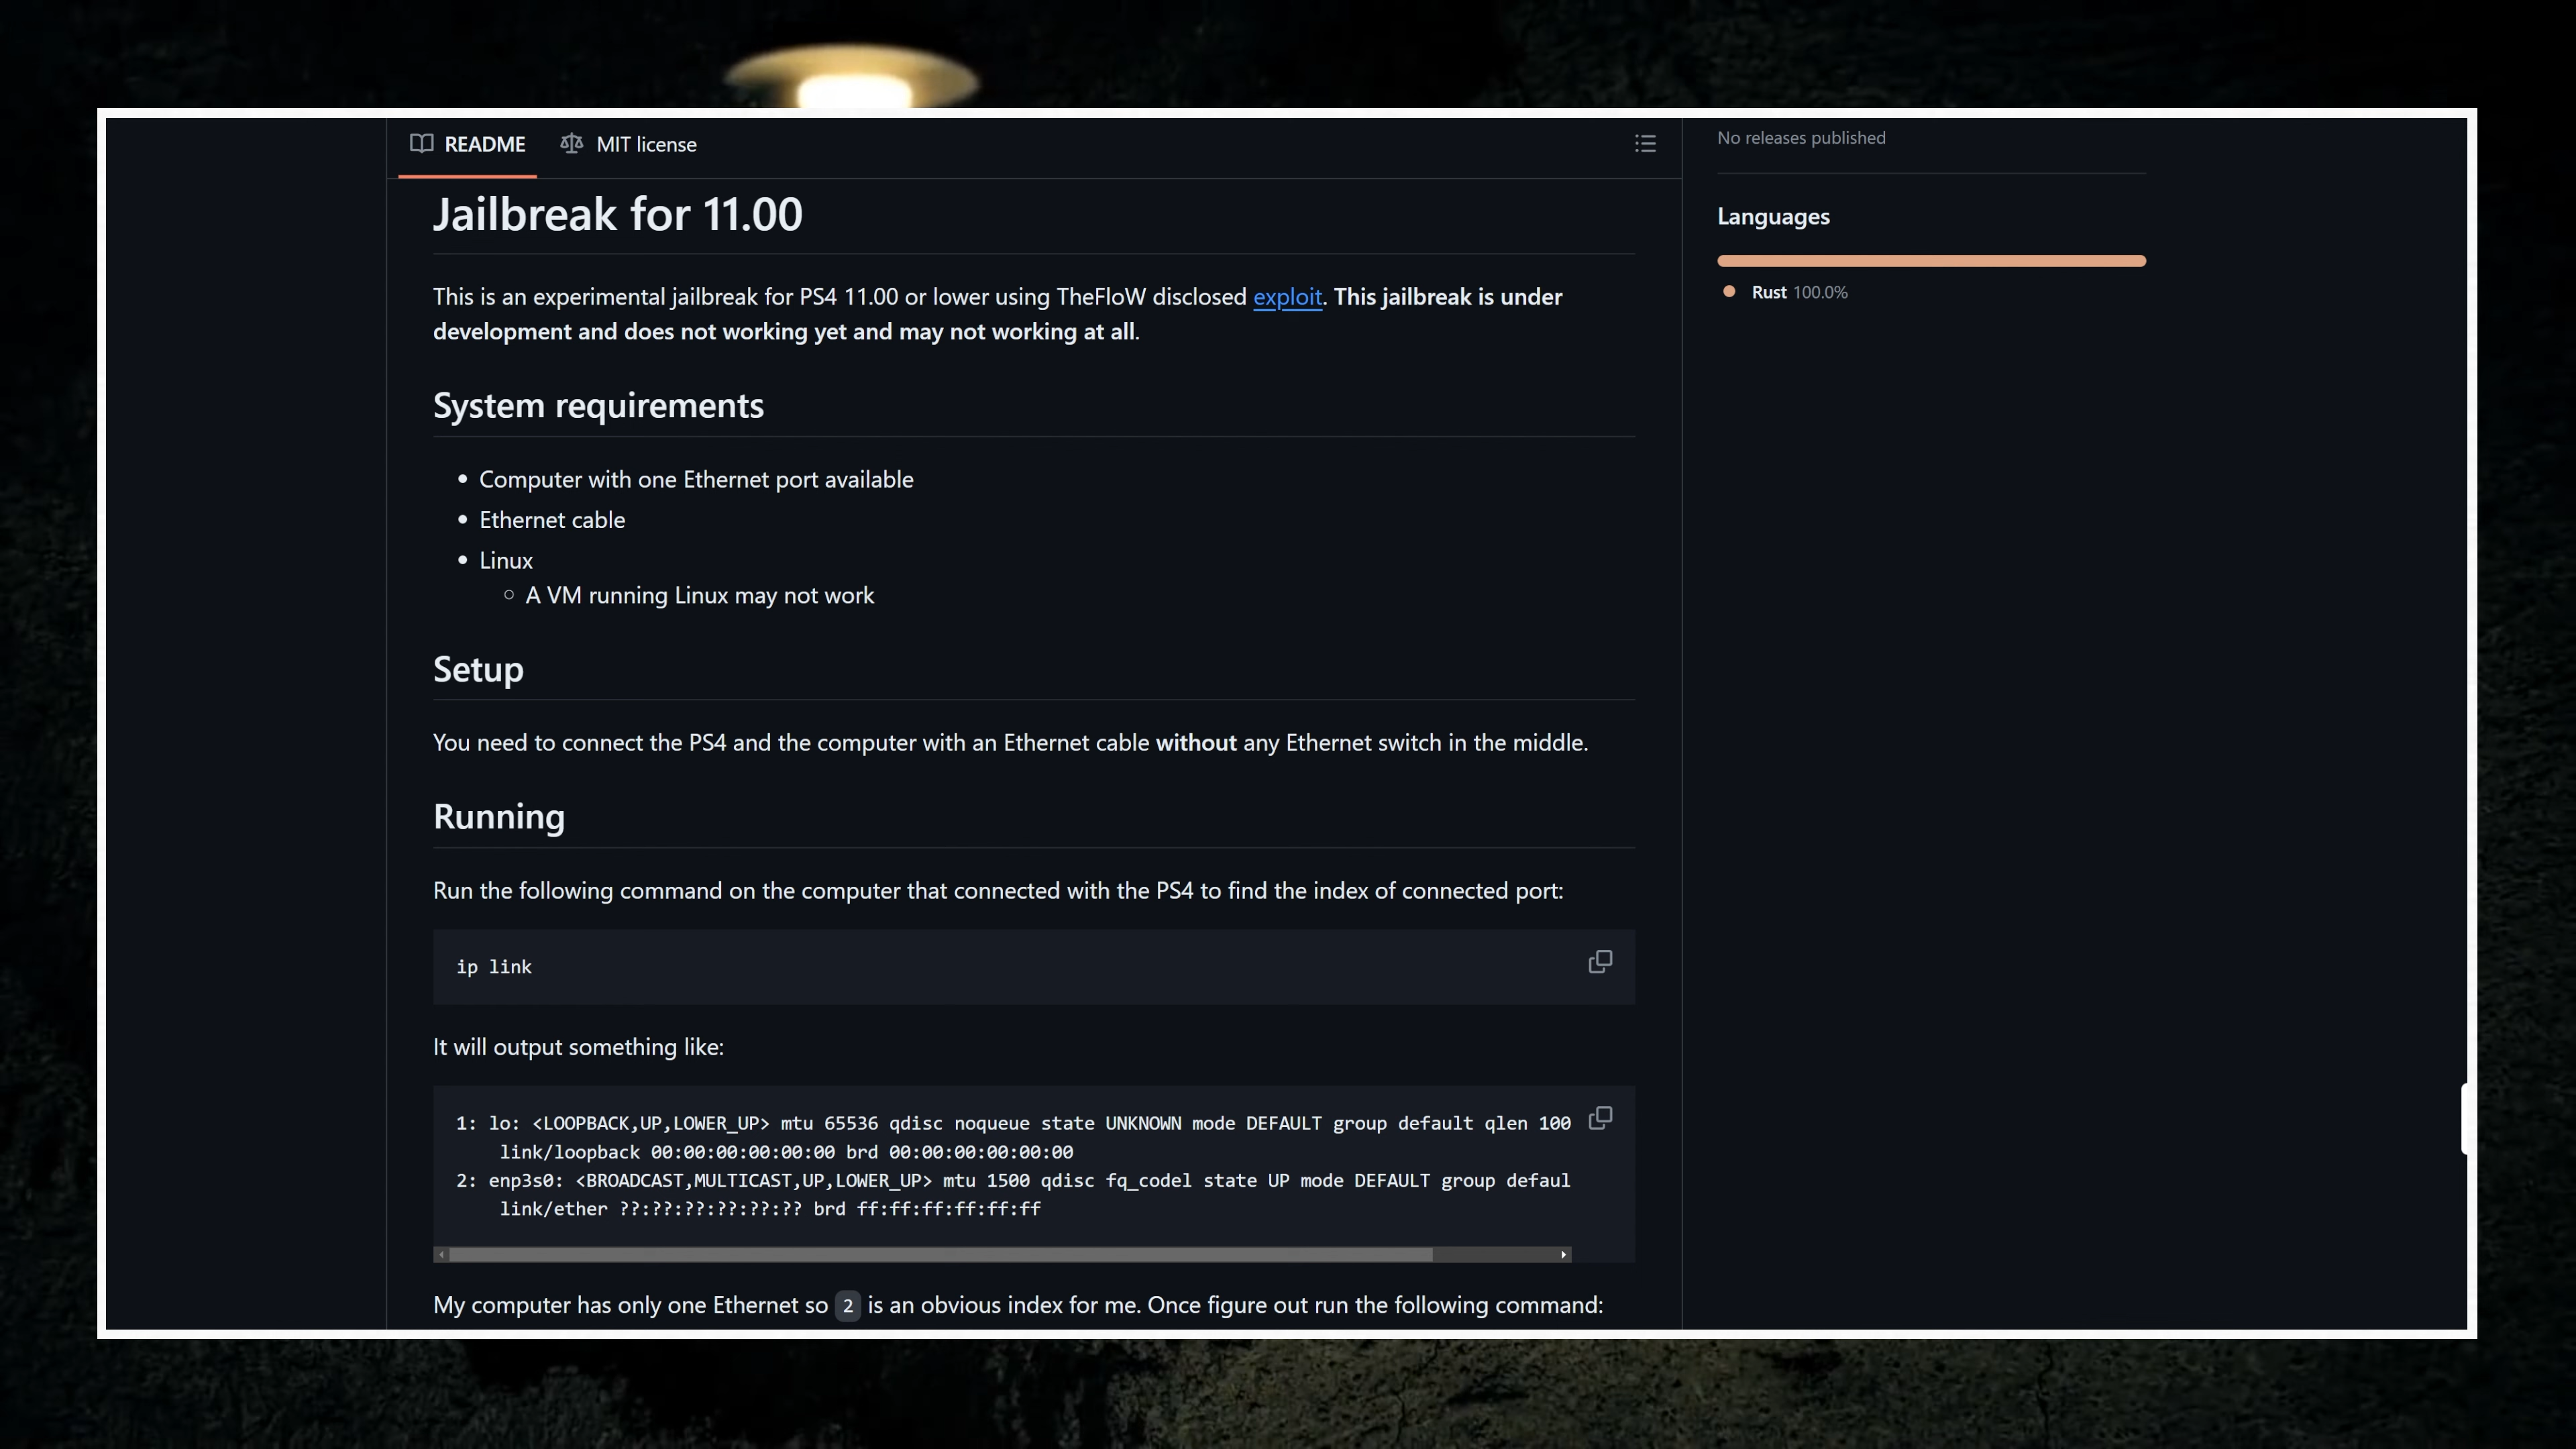 README
MIT license
No releases published
Jailbreak for 11.00
Languages
Rust 100.0%
This is an experimental jailbreak for PS4 11.00 or lower using TheFloW disclosed exploit. This jailbreak is under
development and does not working yet and may not working at all.
System requirements
Computer with one Ethernet port available
Ethernet cable
Linux
A VM running Linux may not work
Setup
You need to connect the PS4 and the computer with an Ethernet cable without any Ethernet switch in the middle.
Running
Run the following command on the computer that connected with the PS4 to find the index of connected port:
ip link
It will output something like:
1: lo: <LOOPBACK,UP,LOWER_UP> mtu 65536 qdisc noqueue state UNKNOWN mode DEFAULT group default qlen 100
link/loopback 00:00:00:00:00:00 brd 00:00:00:00:00:00
2: enp3s0: <BROADCAST,MULTICAST,UP,LOWER_UP> mtu 1500 qdisc fq_codel state UP mode DEFAULT group defaul
link/ether ??:??:??:??:??:?? brd ff:ff:ff:ff:ff:ff
My computer has only one Ethernet so 2 is an obvious index for me. Once figure out run the following command: